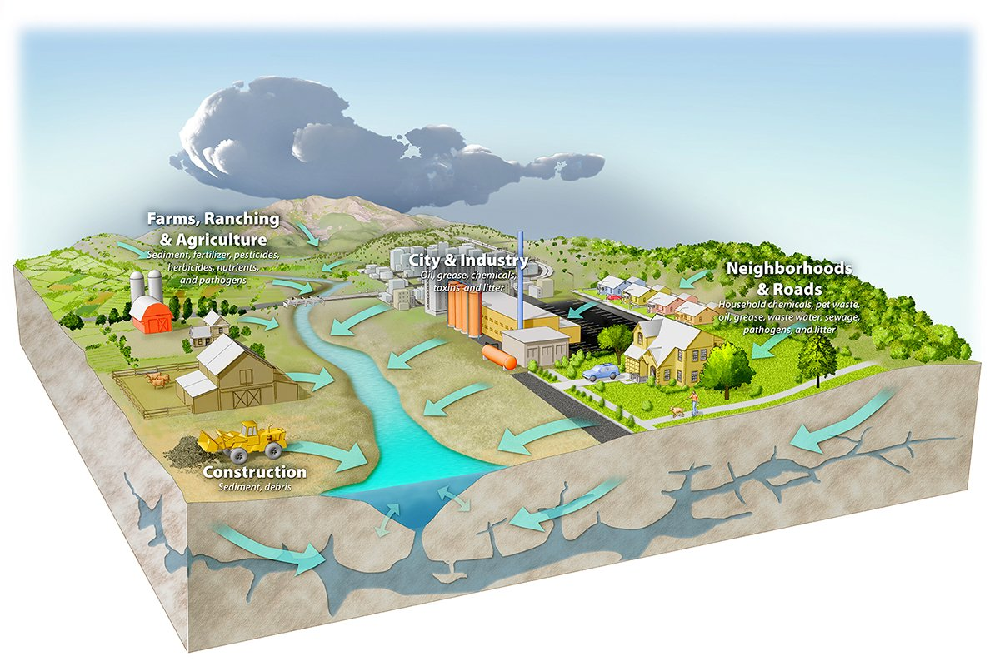 Farms, Ranching
& Agriculture
Sediment, fertilizer, pesticides,
herbicides, nutrients,
and pathogens
City & Industry
Oil, grease, chemicals,
toxins and litter
Neighborhoods
& Roads
Household chemicals, pet waste,
oil, grease, waste water, sewage,
pathogens, and litter
Construction
Sediment, debris